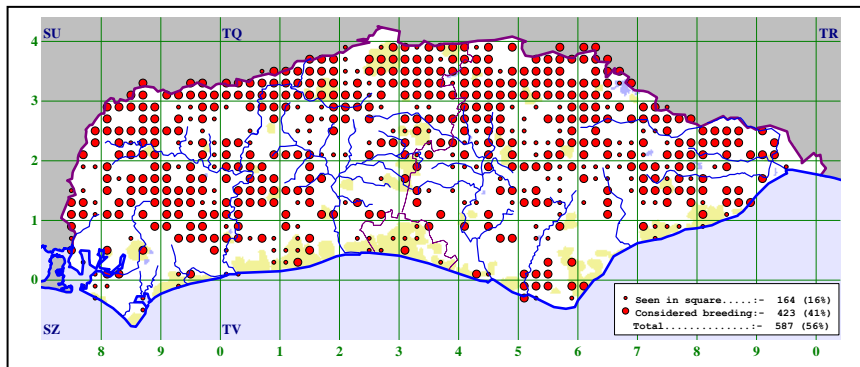 SU TQ TR
4
3
2
1
0
Seen in square.....:- 164 (16%)
Considered breeding:- 423 (41%)
Total..............:- 587 (56%)
SZ TV
8 9 0 1 2 3 4 5 6 7 8 9 0